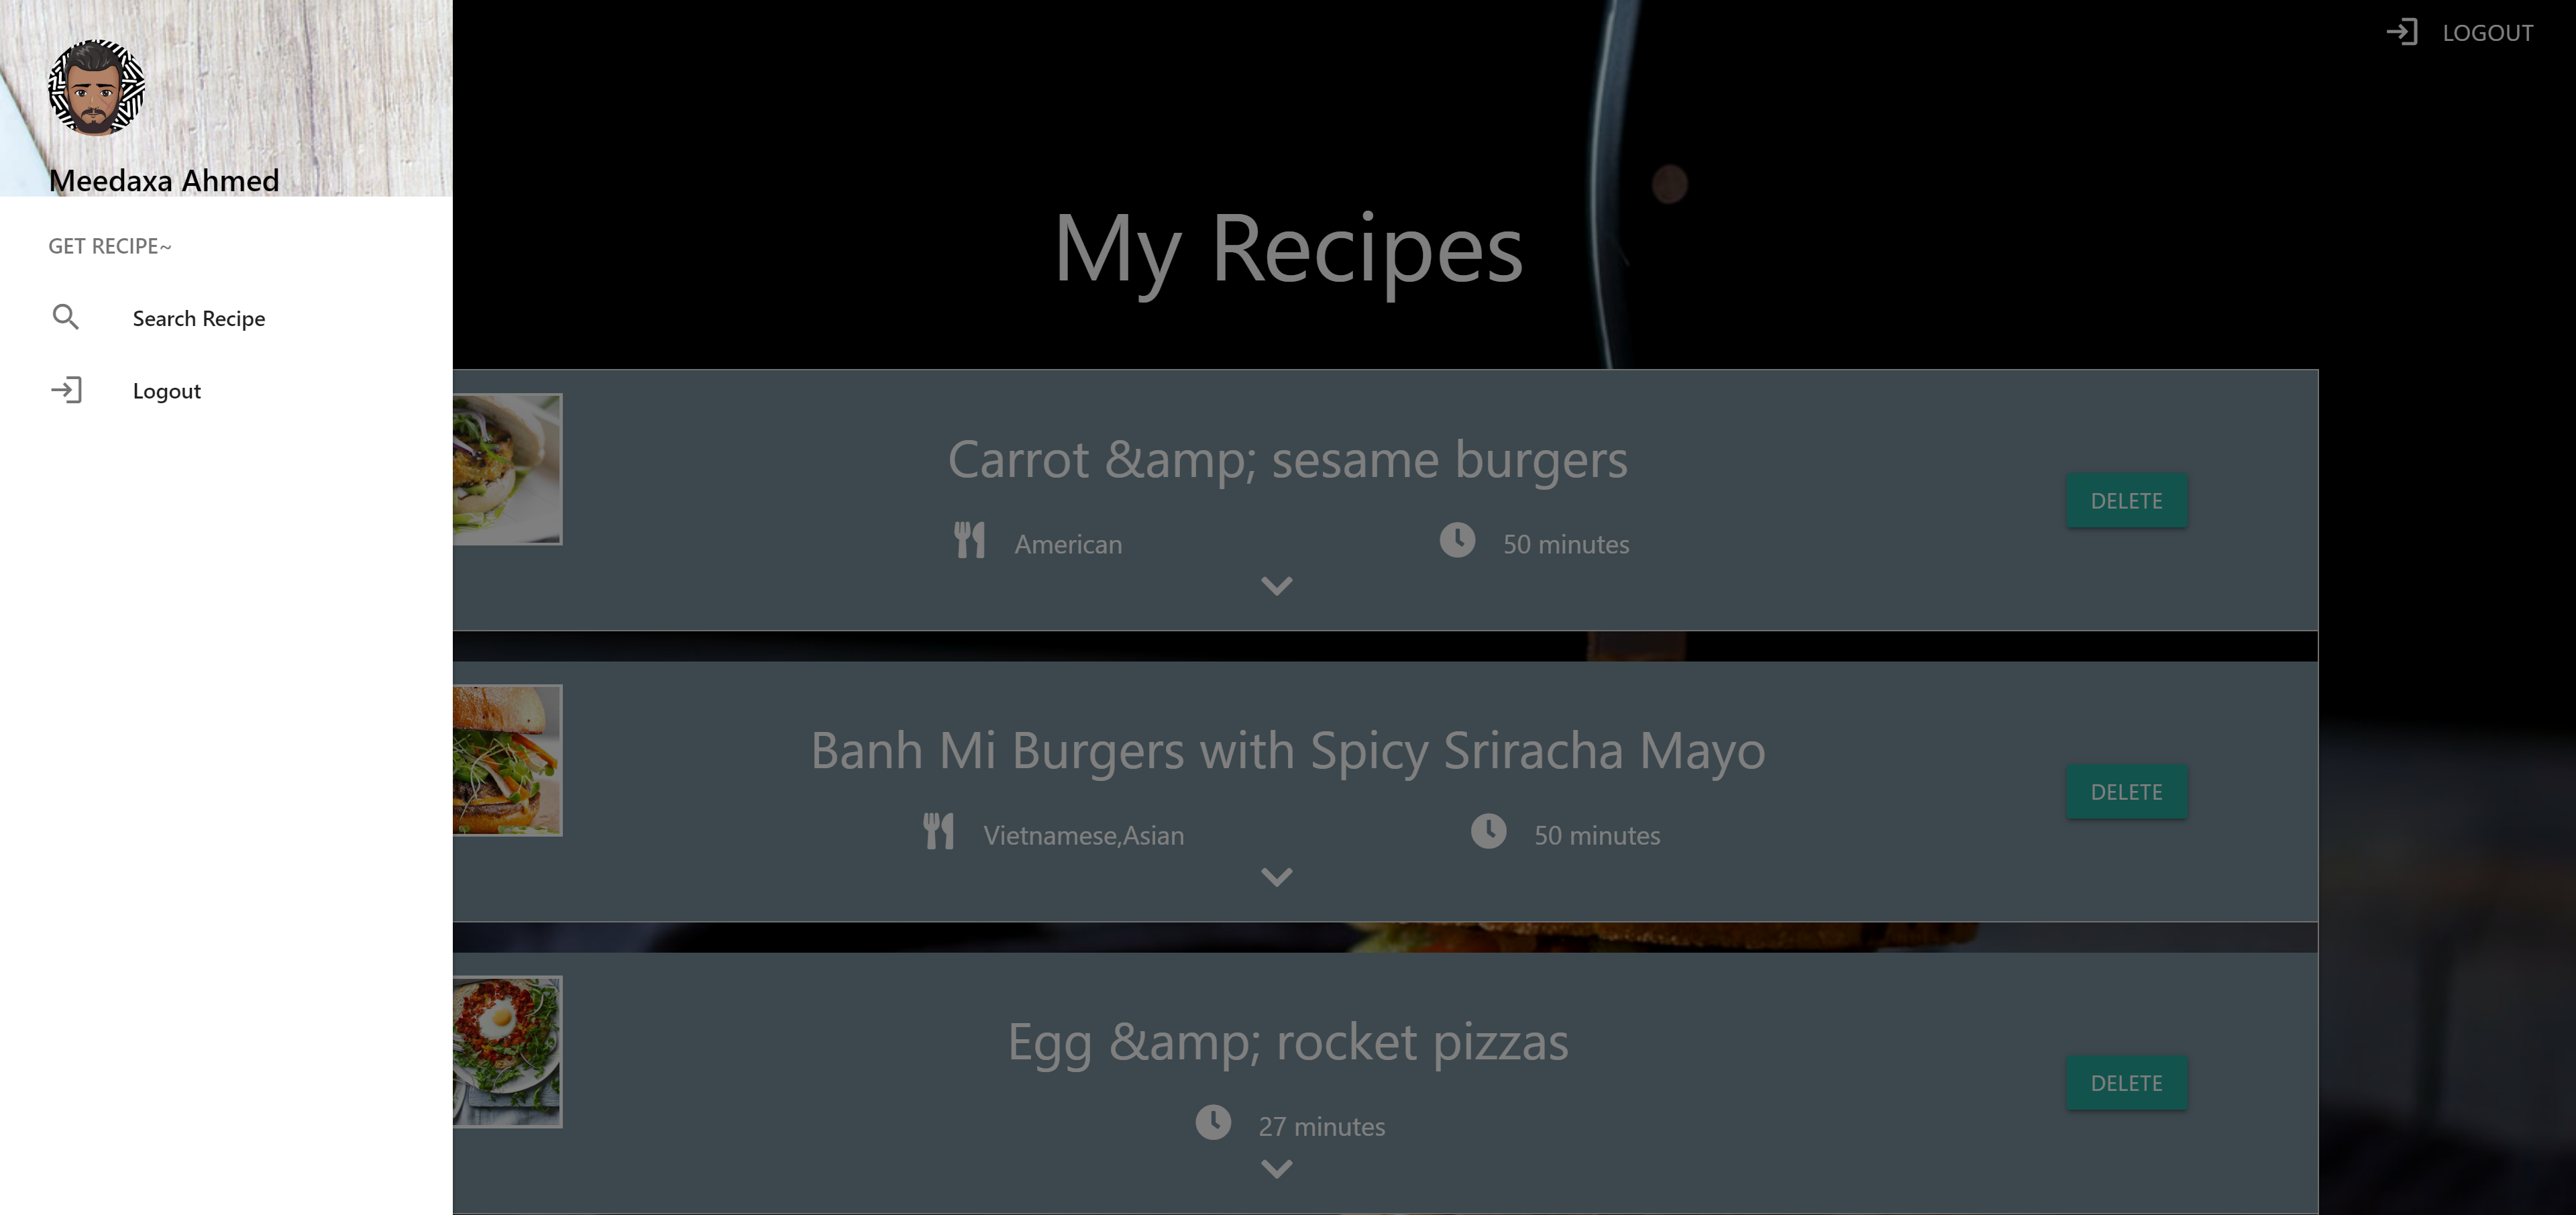 Meedaxa Ahmed
GET RECIPE~
Search Recipe
Logout
LOGOUT
My Recipes
Carrot &amp; sesame burgers
American
50 minutes
DELETE
Banh Mi Burgers with Spicy Sriracha Mayo
Vietnamese,Asian
50 minutes
DELETE
Egg &amp; rocket pizzas
27 minutes
DELETE